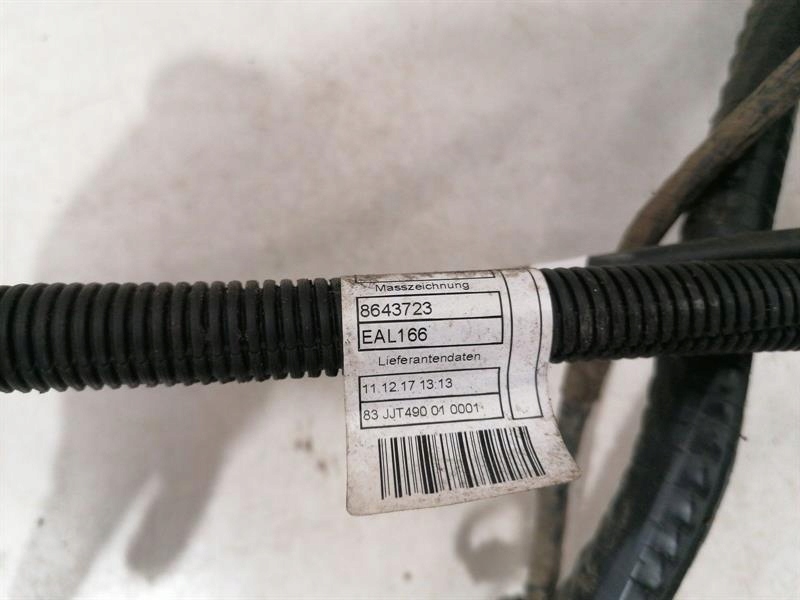 Masszeichnung
8643723
EAL166
Lieferantendaten
11.12.17 13:13
83 JJT490 01 0001